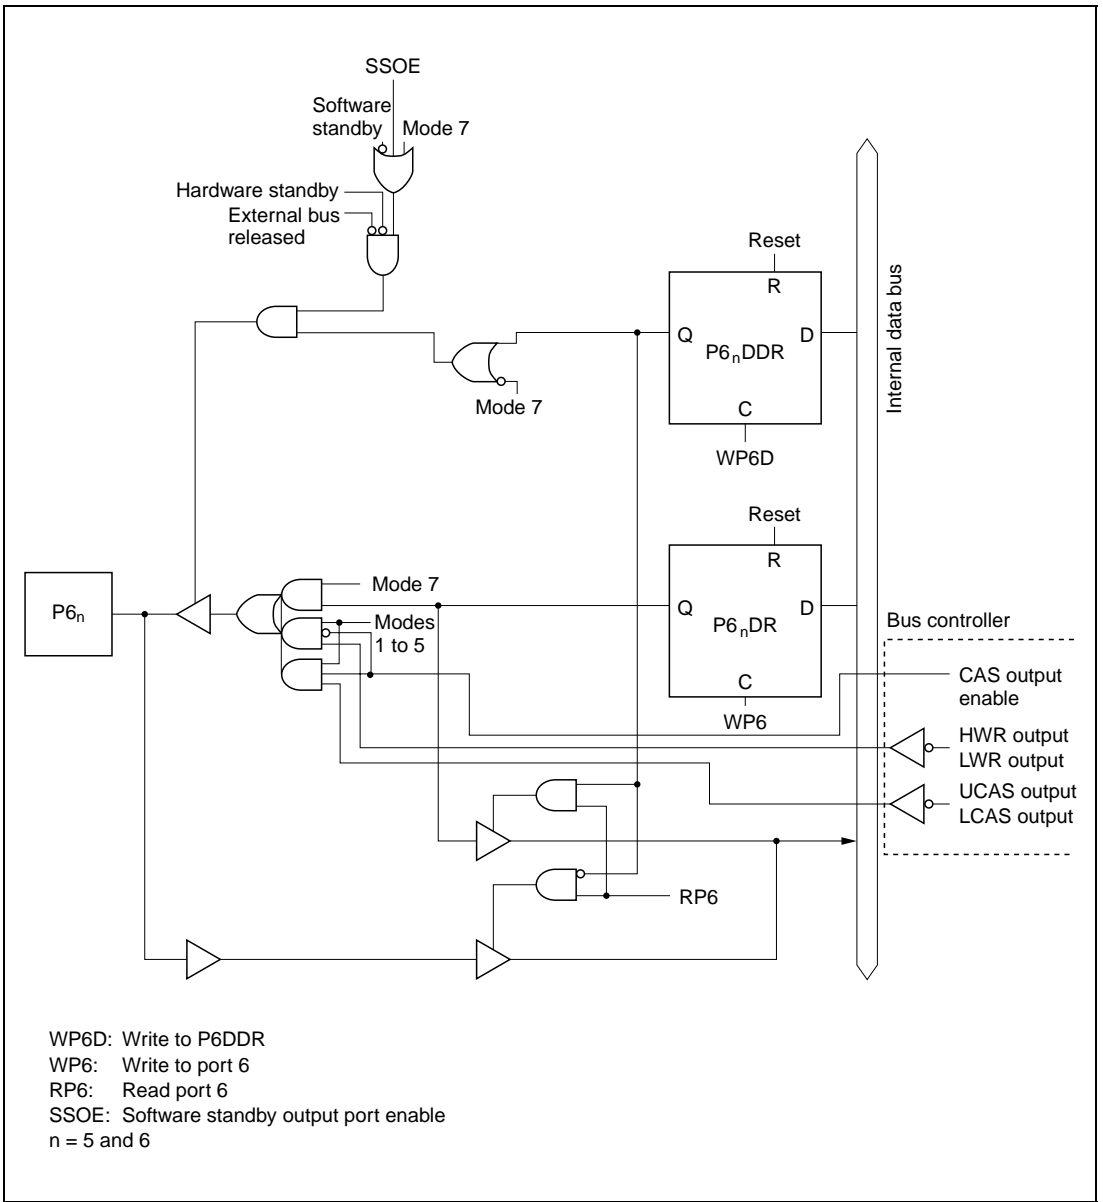 SSOE
Software
standby
Mode 7
Hardware standby
External bus
released
Reset
R
Q
D
P6nDDR
C
WP6D
Mode 7
Internal data bus
Reset
R
Q
D
P6nDR
C
WP6
P6n
Mode 7
Modes
1 to 5
Bus controller
CAS output
enable
HWR output
LWR output
UCAS output
LCAS output
RP6
WP6D: Write to P6DDR
WP6: Write to port 6
RP6: Read port 6
SSOE: Software standby output port enable
n = 5 and 6